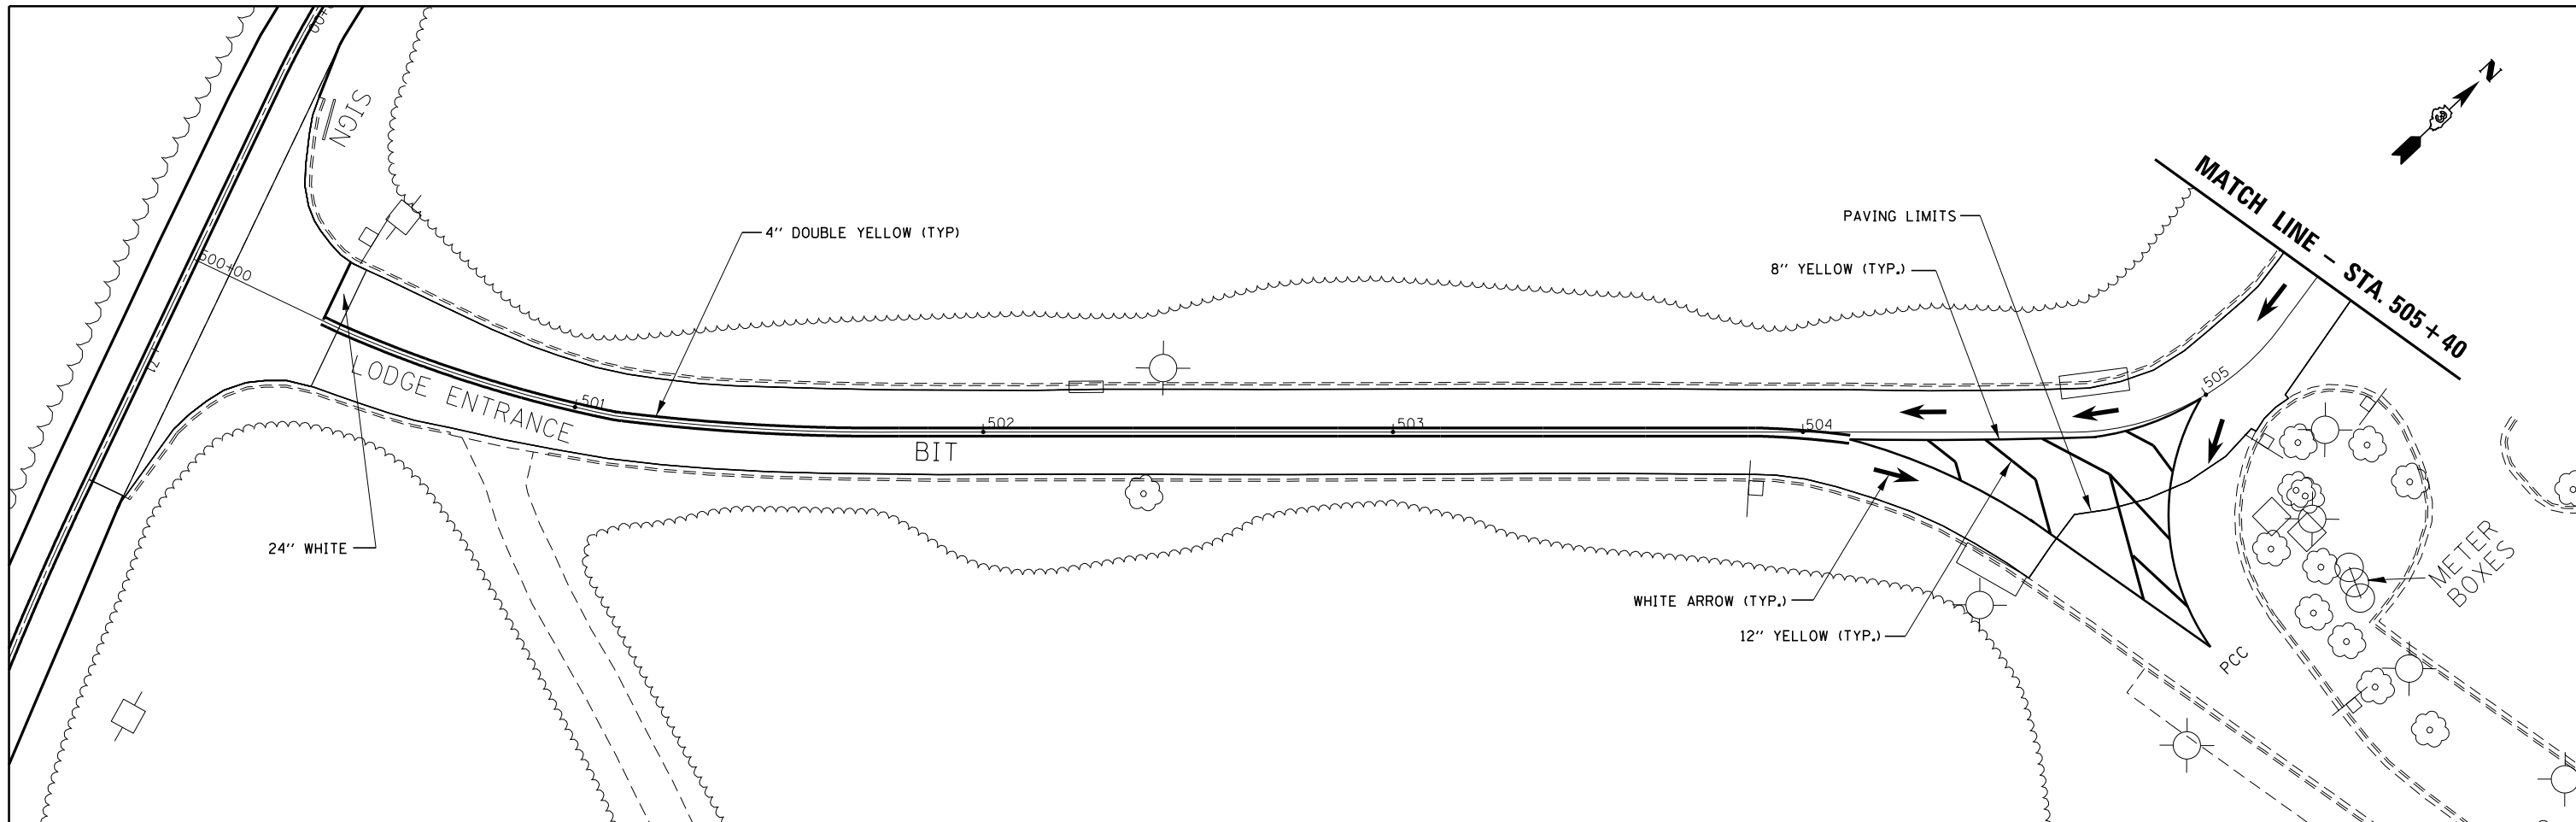 SIGN
500+00
4'' DOUBLE YELLOW (TYP)
PAVING LIMITS
8'' YELLOW (TYP.)
N
MATCH LINE - STA. 505+40
LODGE ENTRANCE
501
502
503
504
505
BIT
24'' WHITE
WHITE ARROW (TYP.)
12'' YELLOW (TYP.)
METER
BOXES
PCC